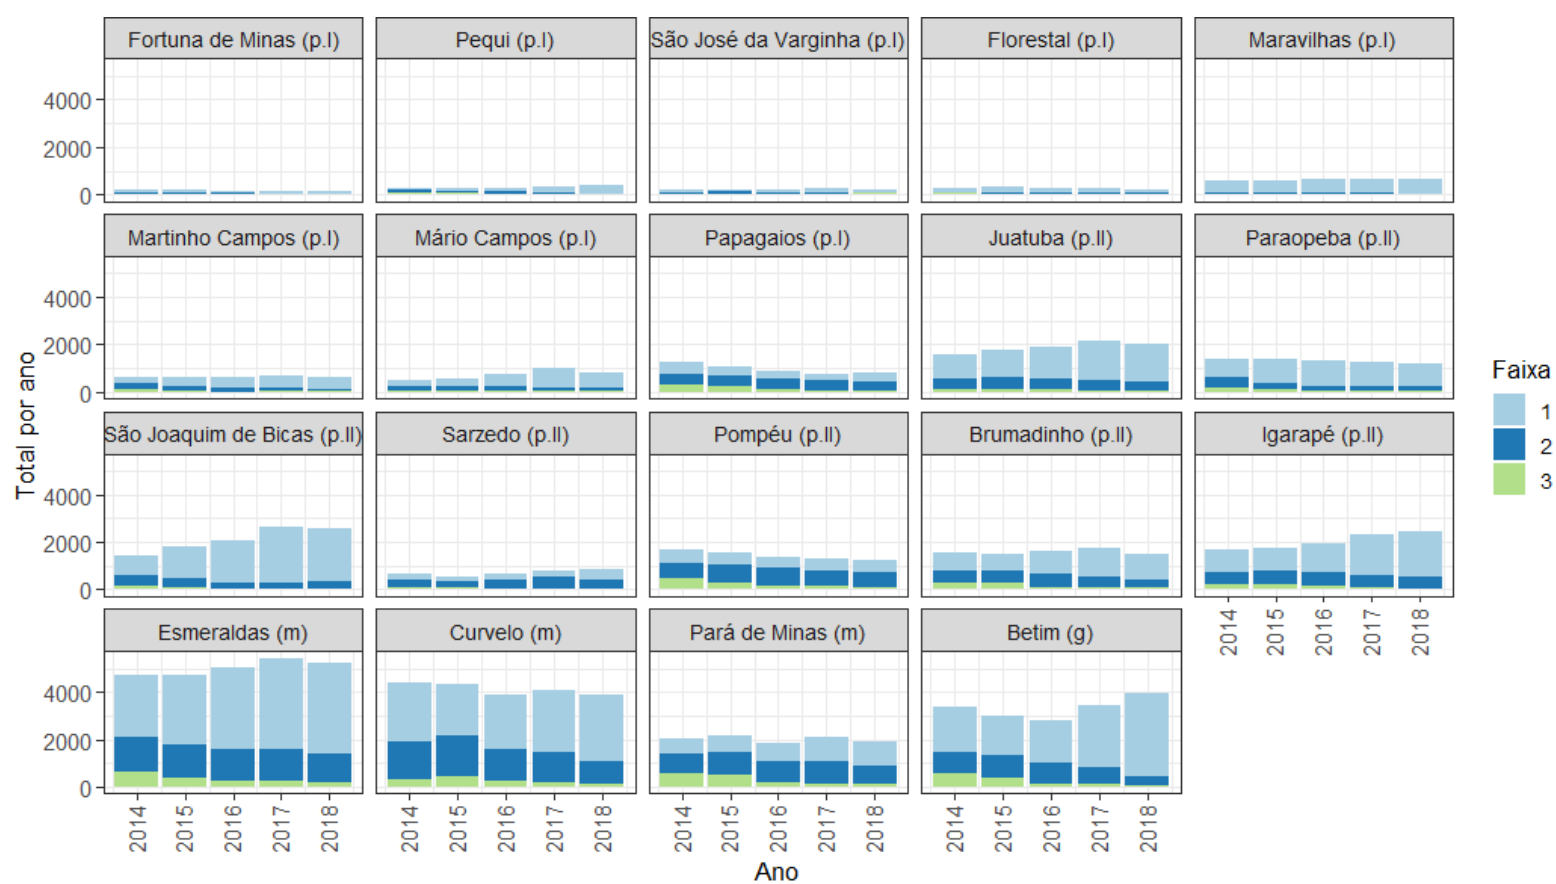 Fortuna de Minas (p.I)
Pequi (p.I)
São José da Varginha (p.I)
Florestal (p.I)
Maravilhas (p.I)
4000
2000
0
Martinho Campos (p.I)
Mário Campos (p.I)
Papagaios (p.I)
Juatuba (p.II)
Paraopeba (p.II)
4000
2000
0
São Joaquim de Bicas (p.II)
Sarzedo (p.II)
Pompéu (p.II)
Brumadinho (p.II)
Igarapé (p.II)
4000
2000
0
2014
2015
2016
2017
2018
Esmeraldas (m)
Curvelo (m)
Pará de Minas (m)
Betim (g)
4000
2000
0
2014
2015
2016
2017
2018
2014
2015
2016
2017
2018
2014
2015
2016
2017
2018
2014
2015
2016
2017
2018
Total por ano
Ano
Faixa
1
2
3